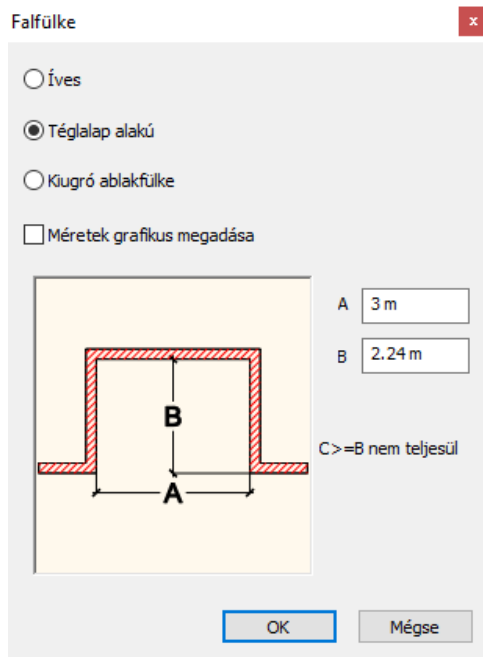 Falfülke
x
Íves
Téglalap alakú
Kiugró ablakfülke
Méretek grafikus megadása
A 3 m
B 2.24 m
B
A
C>=B nem teljesül
OK Mégse